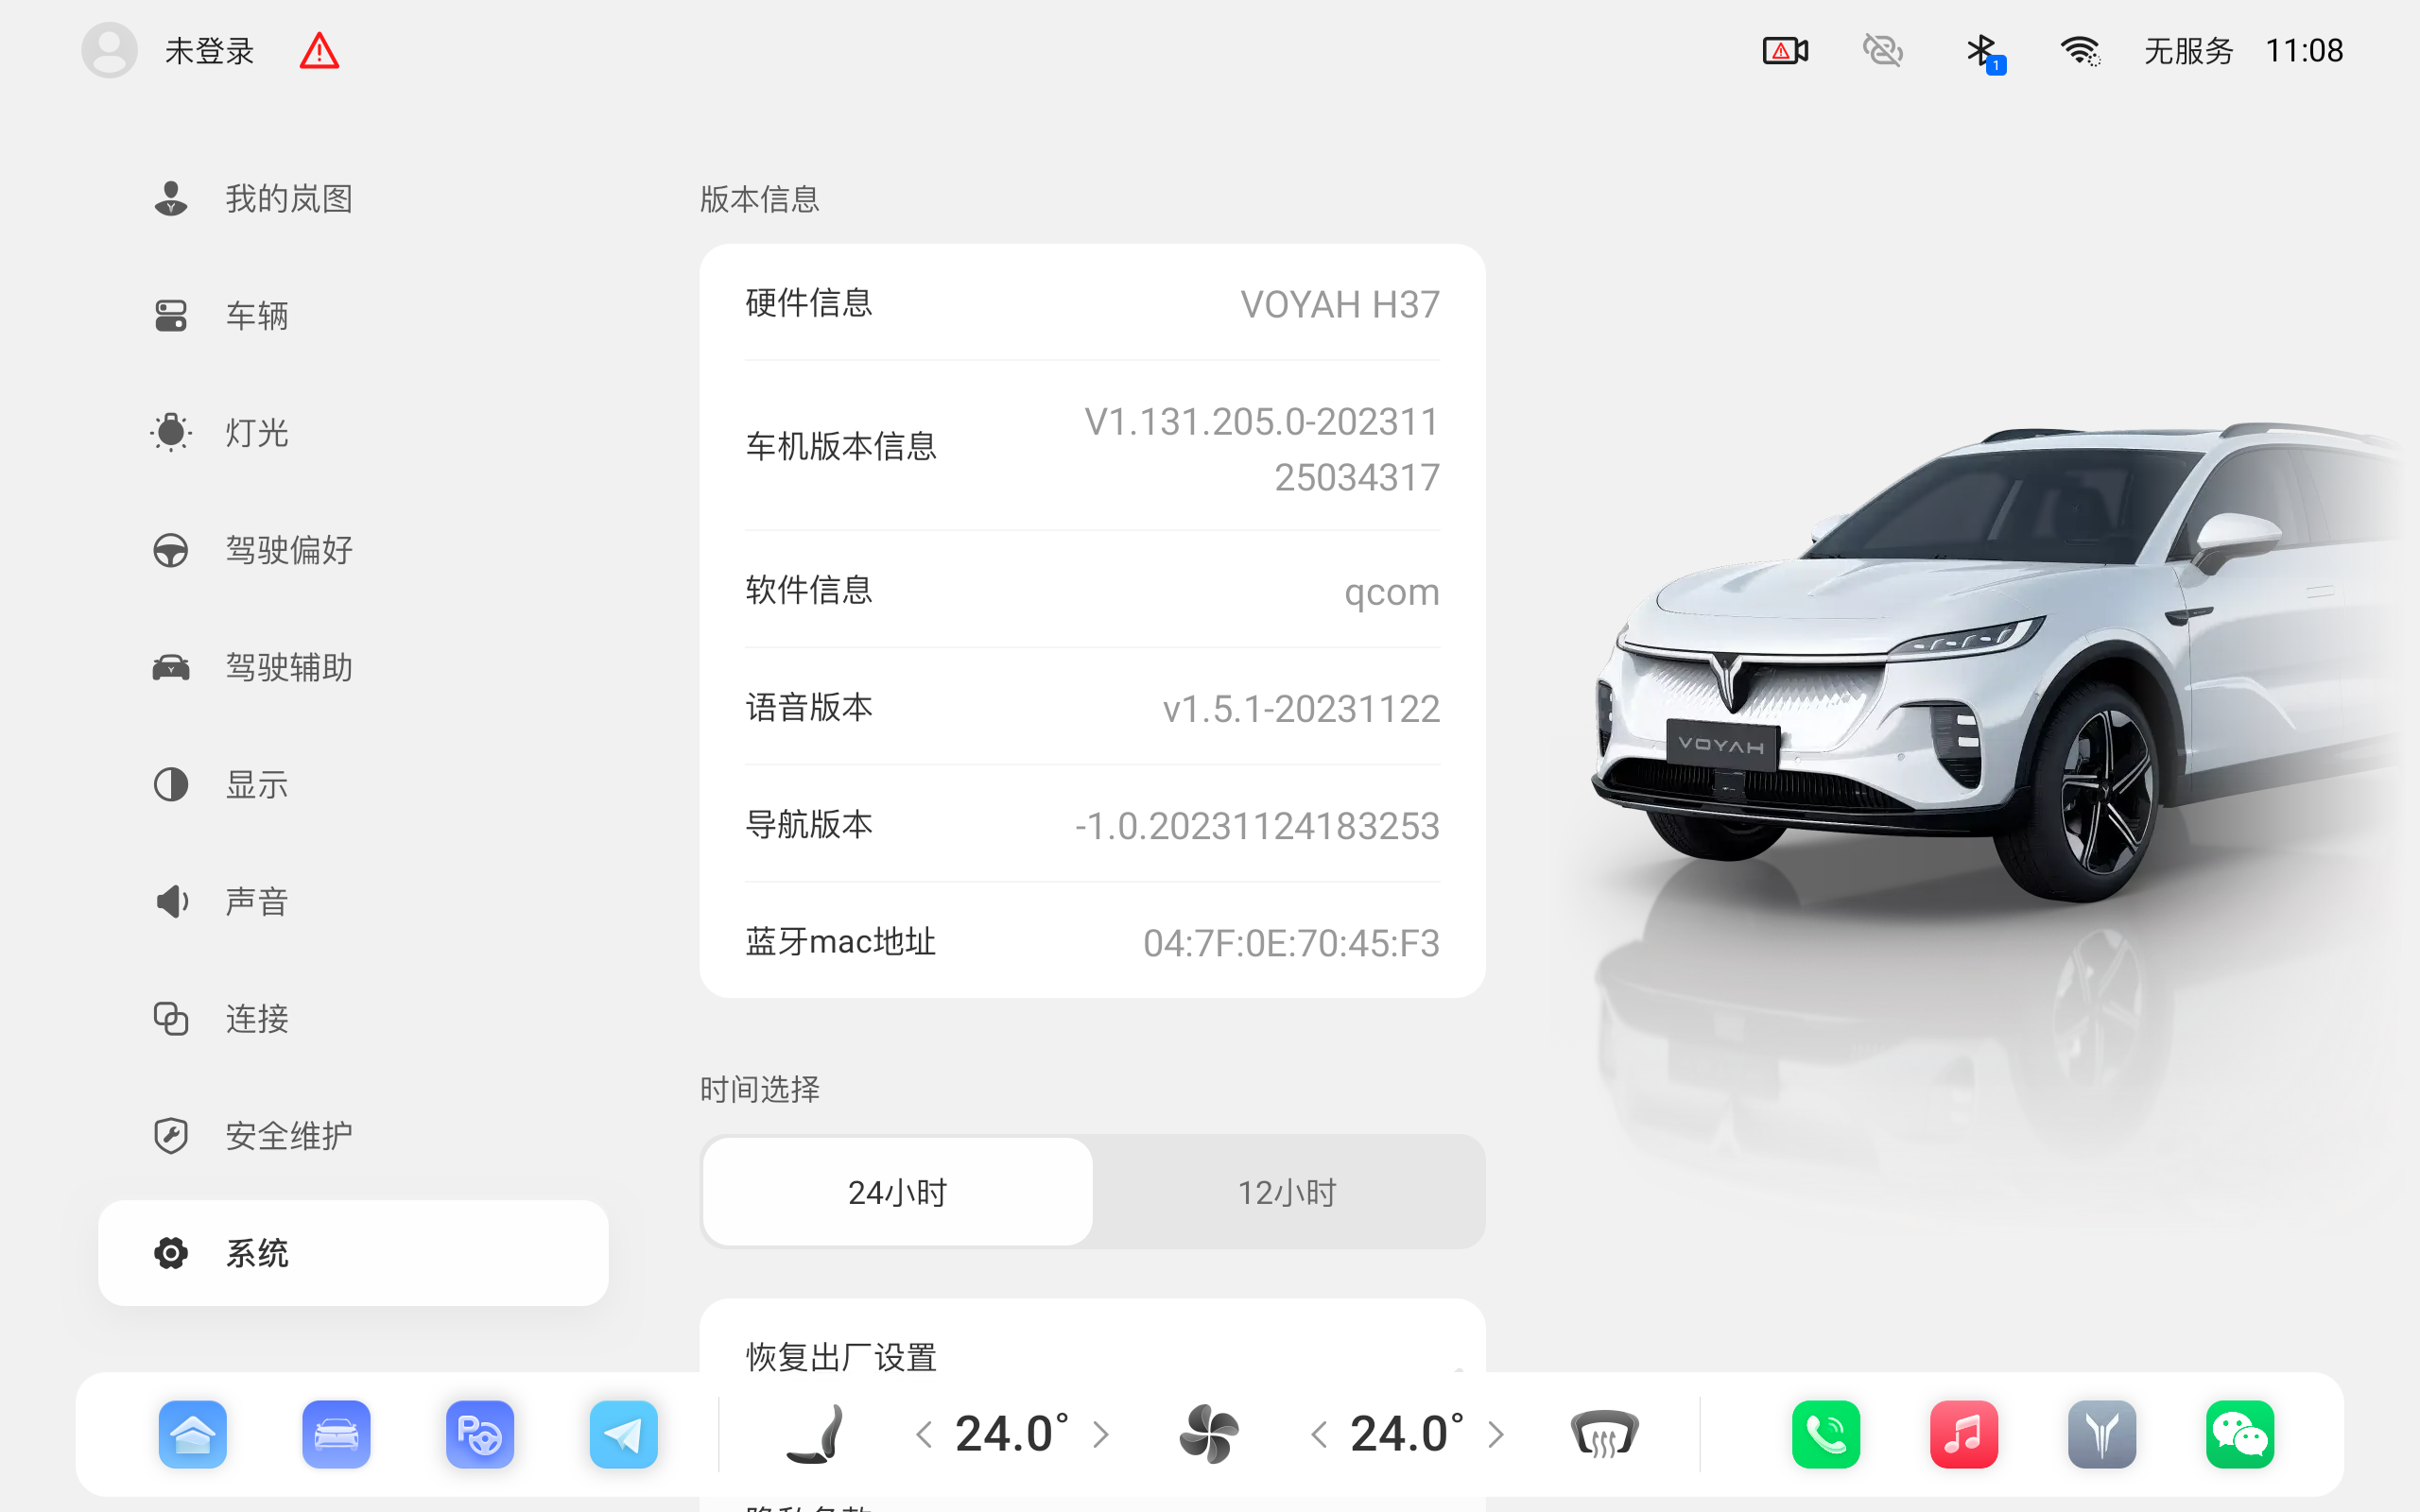 未登录
1
无服务 11:08
我的岚图
车辆
灯光
驾驶偏好
驾驶辅助
显示
声音
连接
安全维护
系统
版本信息
硬件信息 VOYAH H37
车机版本信息 V1.131.205.0-202311
25034317
软件信息 qcom
语音版本 v1.5.1-20231122
导航版本 -1.0.20231124183253
蓝牙mac地址 04:7F:0E:70:45:F3
时间选择
24小时 12小时
恢复出厂设置
VOYAH
24.0° 24.0°